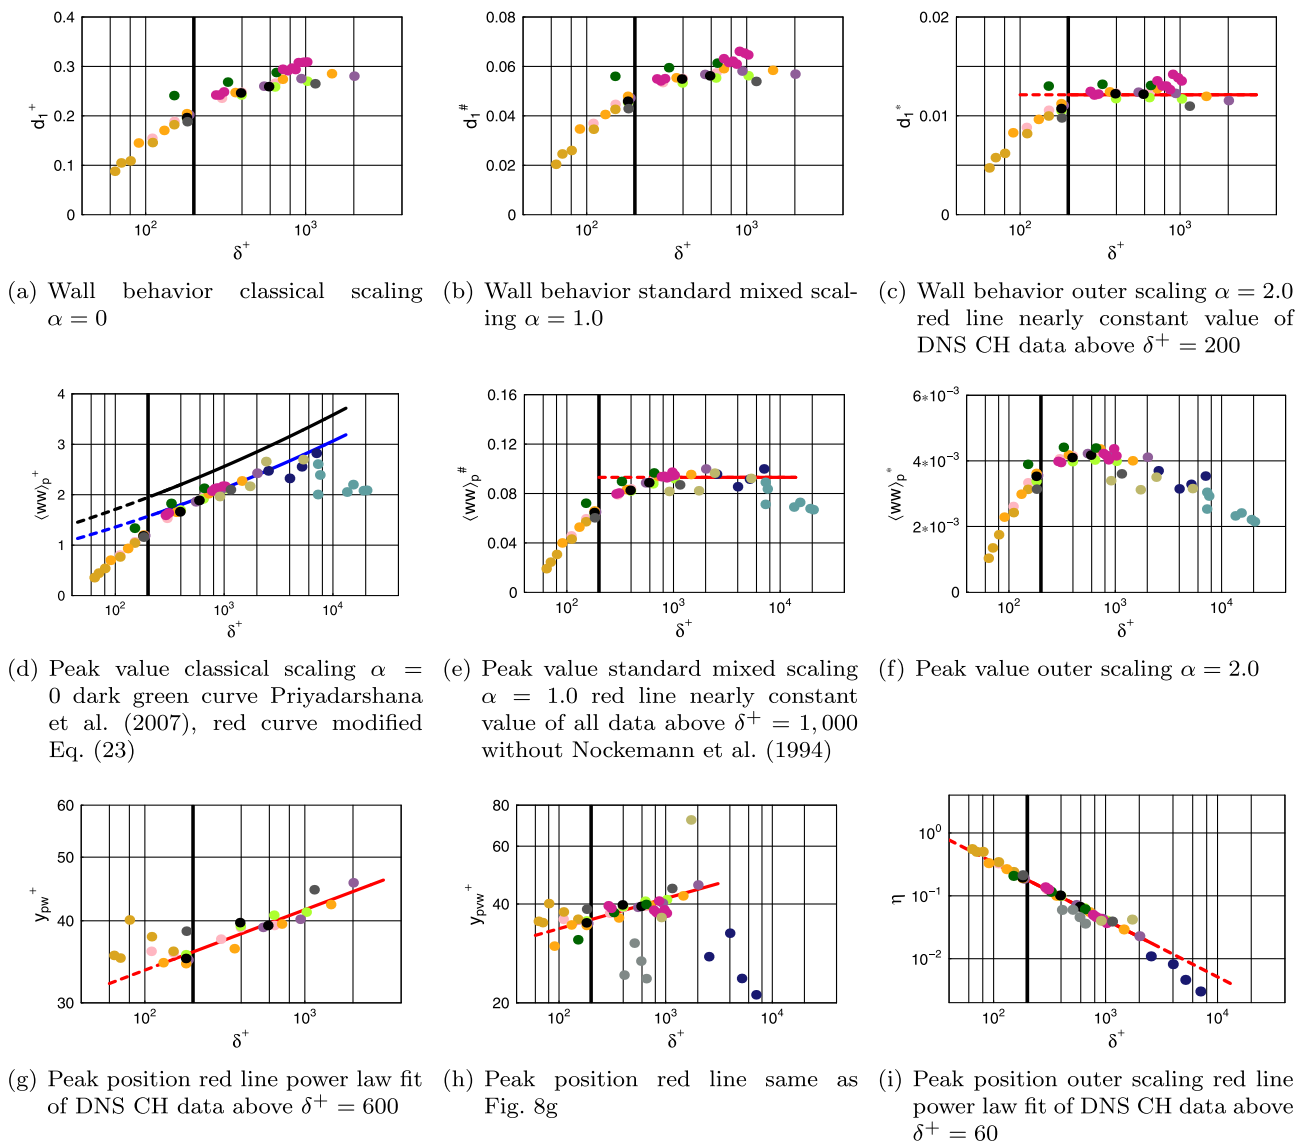 0.4
0.3
0.2
0.1
0
d₁⁺
10²
10³
δ⁺
(a) Wall behavior classical scaling
α = 0
0.08
0.06
0.04
0.02
0
d₁^#
10²
10³
δ⁺
(b) Wall behavior standard mixed scal-
ing α = 1.0
0.02
0.01
0
d₁*
10²
10³
δ⁺
(c) Wall behavior outer scaling α = 2.0
red line nearly constant value of
DNS CH data above δ⁺ = 200
4
3
2
1
0
⟨ww⟩ₚ⁺
10²
10³
10⁴
δ⁺
(d) Peak value classical scaling α =
0 dark green curve Priyadarshana
et al. (2007), red curve modified
Eq. (23)
0.16
0.12
0.08
0.04
0
⟨ww⟩ₚ^#
10²
10³
10⁴
δ⁺
(e) Peak value standard mixed scaling
α = 1.0 red line nearly constant
value of all data above δ⁺ = 1,000
without Nockemann et al. (1994)
6*10⁻³
4*10⁻³
2*10⁻³
0
⟨ww⟩ₚ*
10²
10³
10⁴
δ⁺
(f) Peak value outer scaling α = 2.0
60
50
40
30
y_pw⁺
10²
10³
δ⁺
(g) Peak position red line power law fit
of DNS CH data above δ⁺ = 600
80
60
40
20
y_pvw⁺
10²
10³
10⁴
δ⁺
(h) Peak position red line same as
Fig. 8g
10⁰
10⁻¹
10⁻²
η
10²
10³
10⁴
δ⁺
(i) Peak position outer scaling red line
power law fit of DNS CH data above
δ⁺ = 60